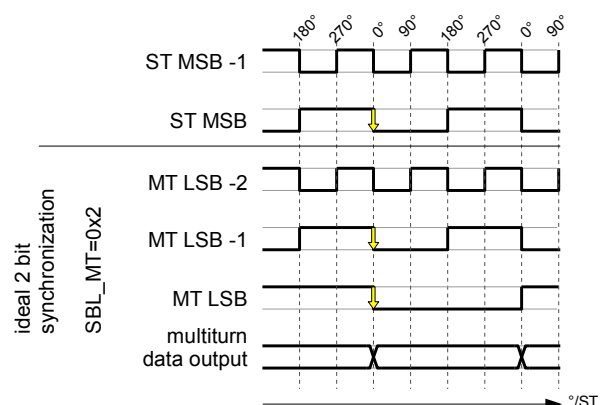 180° 270° 0° 90° 180° 270° 0° 90°
ST MSB -1
ST MSB
ideal 2 bit
synchronization
SBL_MT=0x2
MT LSB -2
MT LSB -1
MT LSB
multiturn
data output
°/ST